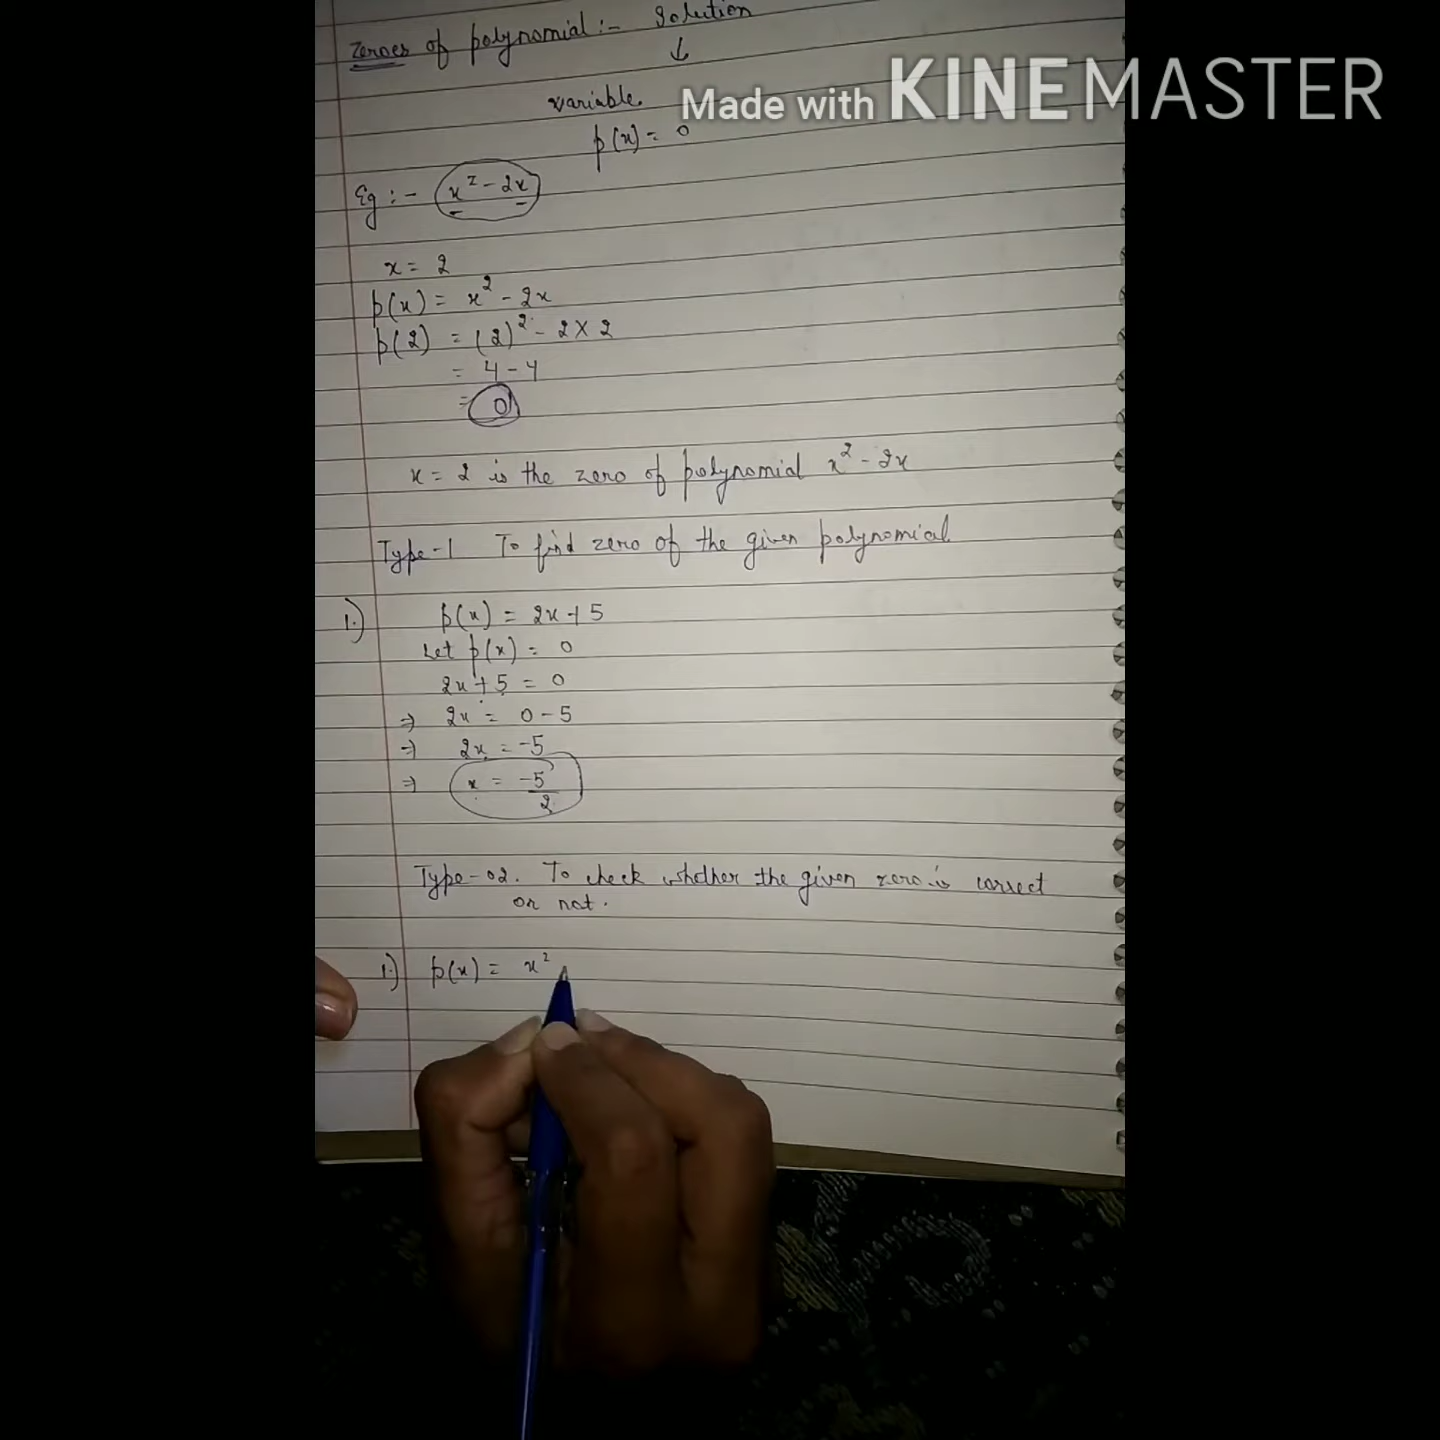 Zeroes of polynomial :- Solution
↓
variable.
Made with KINEMASTER
p(x) = 0
Eg :- x² - 2x
x = 2
p(x) = x² - 2x
p(2) = (2)² - 2 × 2
= 4 - 4
= 0
x = 2 is the zero of polynomial x² - 2x
Type-1 To find zero of the given polynomial
1.) p(x) = 2x + 5
Let p(x) = 0
2x + 5 = 0
⇒ 2x = 0 - 5
⇒ 2x = -5
⇒ x = -5/2
Type-02. To check whether the given zero is correct
or not.
1.) p(x) = x²